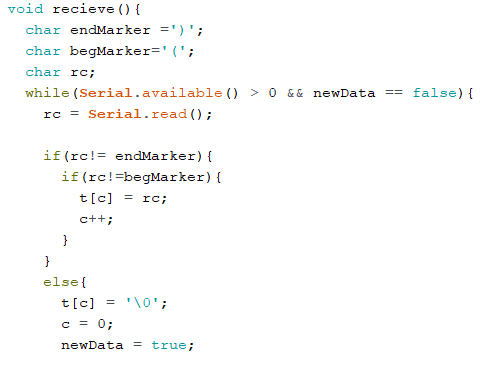 void recieve(){
  char endMarker =')';
  char begMarker='(';
  char rc;
  while(Serial.available() > 0 && newData == false){
    rc = Serial.read();

    if(rc!= endMarker){
      if(rc!=begMarker){
        t[c] = rc;
        c++;
      }
    }
    else{
      t[c] = '\0';
      c = 0;
      newData = true;